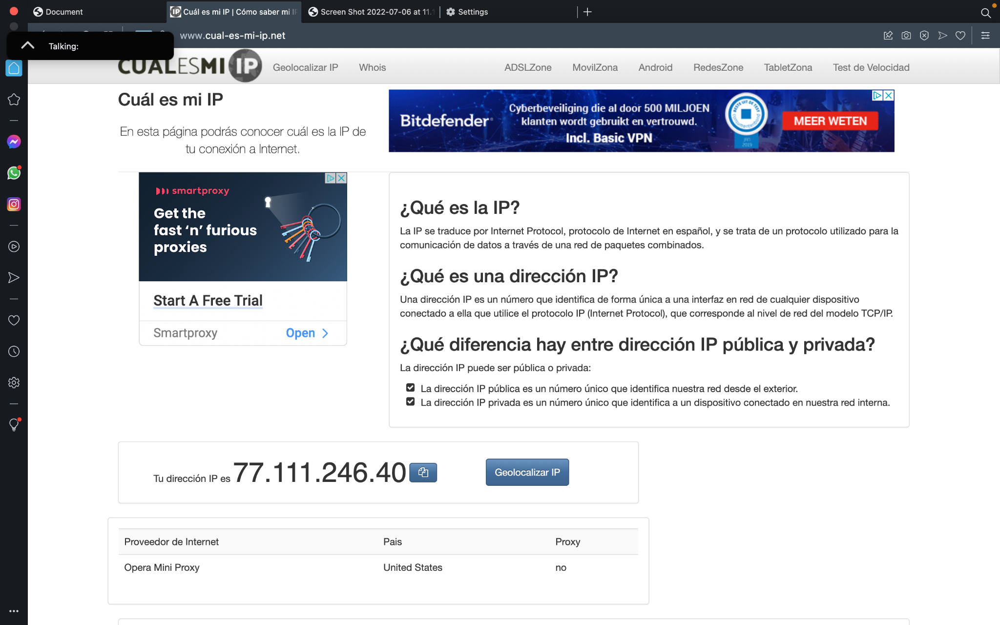 Document
Cuál es mi IP | Cómo saber mi IP
Screen Shot 2022-07-06 at 11.1
Settings
www.cual-es-mi-ip.net
Talking:
CUALESMI IP
Geolocalizar IP
Whois
ADSLZone
MovilZona
Android
RedesZone
TabletZona
Test de Velocidad
Cuál es mi IP
En esta página podrás conocer cuál es la IP de
tu conexión a Internet.
Bitdefender
Cyberbeveiliging die al door 500 MILJOEN
klanten wordt gebruikt en vertrouwd.
Incl. Basic VPN
BESTE UIT DE TEST
consumentenbond
JAN
2019
MEER WETEN
smartproxy
Get the
fast ‘n’ furious
proxies
Start A Free Trial
Smartproxy
Open
¿Qué es la IP?
La IP se traduce por Internet Protocol, protocolo de Internet en español, y se trata de un protocolo utilizado para la
comunicación de datos a través de una red de paquetes combinados.
¿Qué es una dirección IP?
Una dirección IP es un número que identifica de forma única a una interfaz en red de cualquier dispositivo
conectado a ella que utilice el protocolo IP (Internet Protocol), que corresponde al nivel de red del modelo TCP/IP.
¿Qué diferencia hay entre dirección IP pública y privada?
La dirección IP puede ser pública o privada:
La dirección IP pública es un número único que identifica nuestra red desde el exterior.
La dirección IP privada es un número único que identifica a un dispositivo conectado en nuestra red interna.
Tu dirección IP es 77.111.246.40
Geolocalizar IP
Proveedor de Internet
Pais
Proxy
Opera Mini Proxy
United States
no